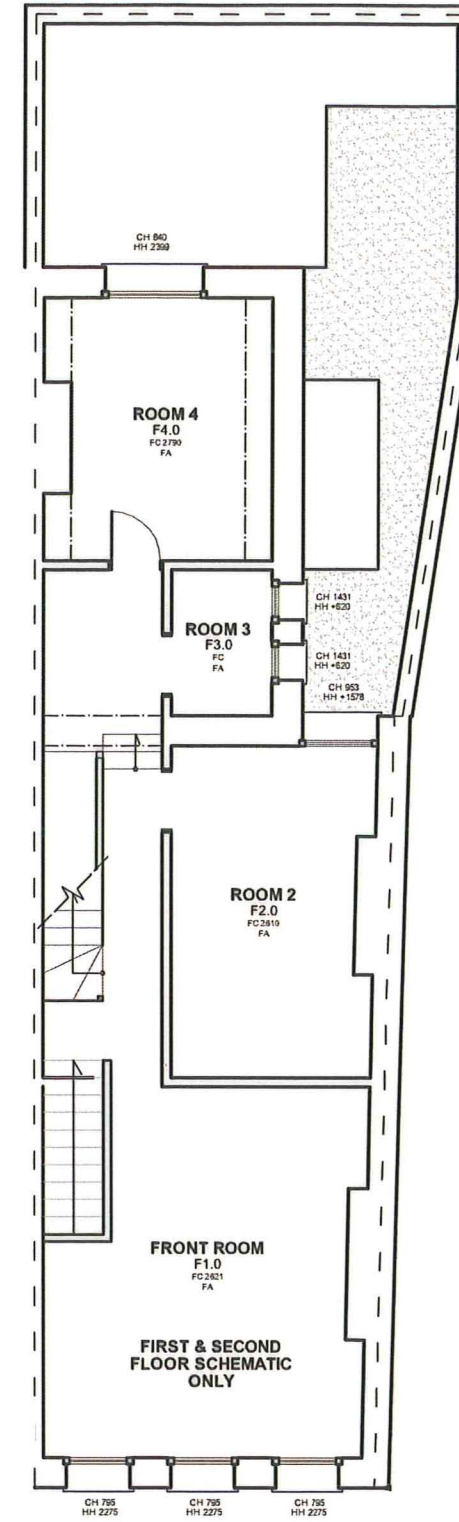 CH 840
HH 2399
ROOM 4
F4.0
FC 2790
FA
ROOM 3
F3.0
FC
FA
CH 1431
HH +620
CH 1431
HH +620
CH 953
HH +1578
ROOM 2
F2.0
FC 2610
FA
FRONT ROOM
F1.0
FC 2621
FA
FIRST & SECOND
FLOOR SCHEMATIC
ONLY
CH 795
HH 2275
CH 795
HH 2275
CH 795
HH 2275